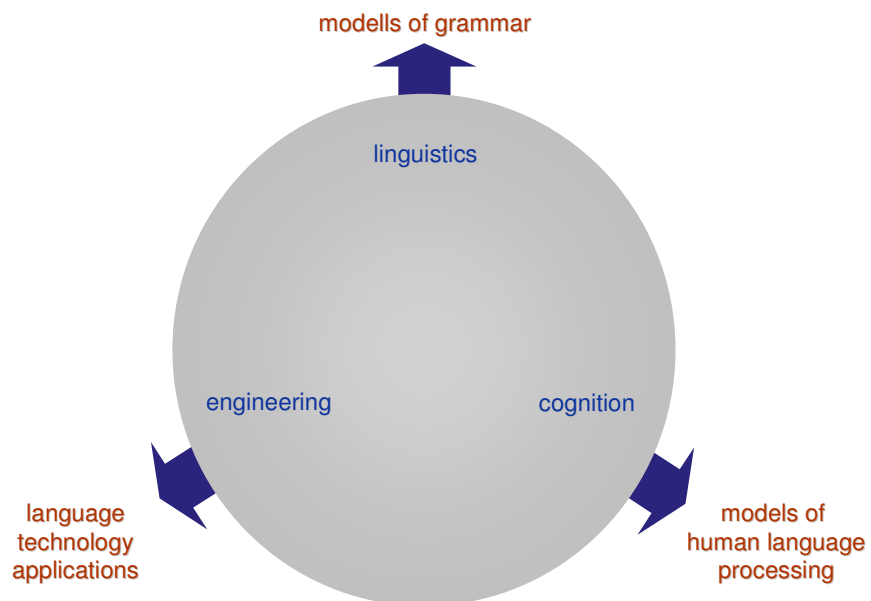 modells of grammar
linguistics
engineering
cognition
language
technology
applications
models of
human language
processing